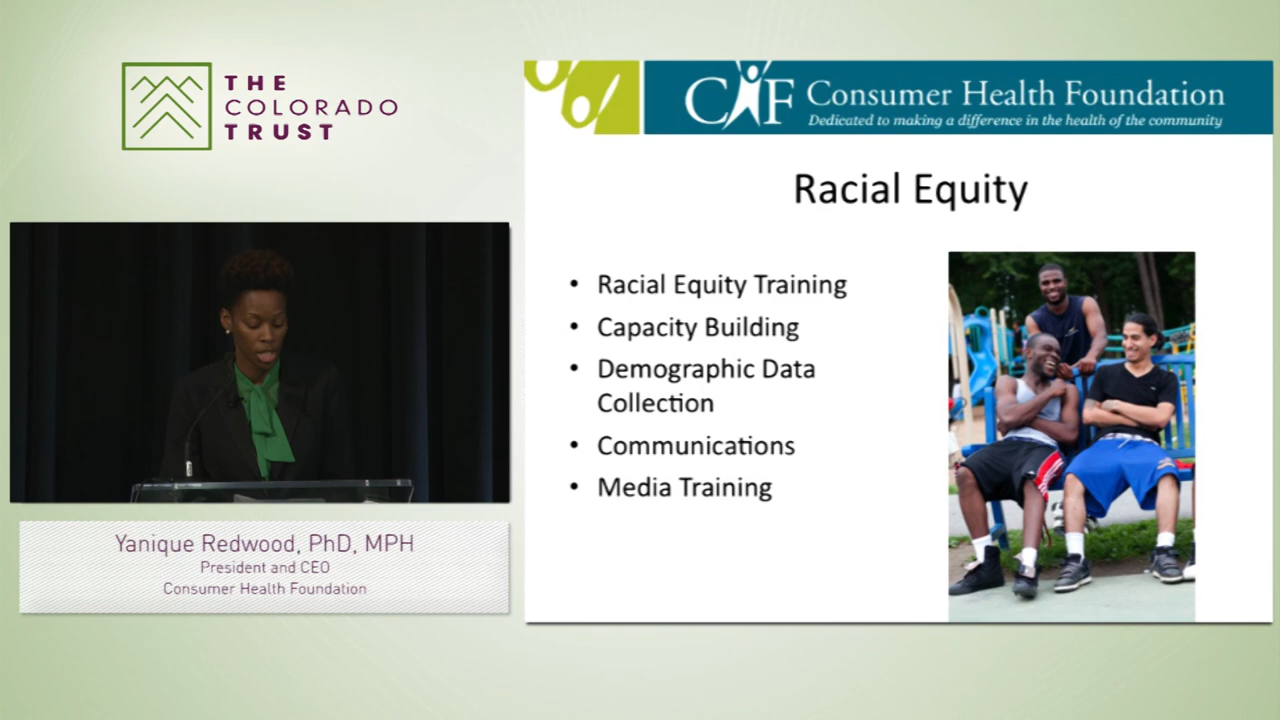 THE
COLORADO
TRUST
Yanique Redwood, PhD, MPH
President and CEO
Consumer Health Foundation
CHF Consumer Health Foundation
Dedicated to making a difference in the health of the community
Racial Equity
• Racial Equity Training
• Capacity Building
• Demographic Data
Collection
• Communications
• Media Training